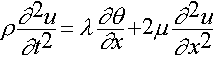 ρ ∂²u/∂t² = λ ∂θ/∂x + 2μ ∂²u/∂x²